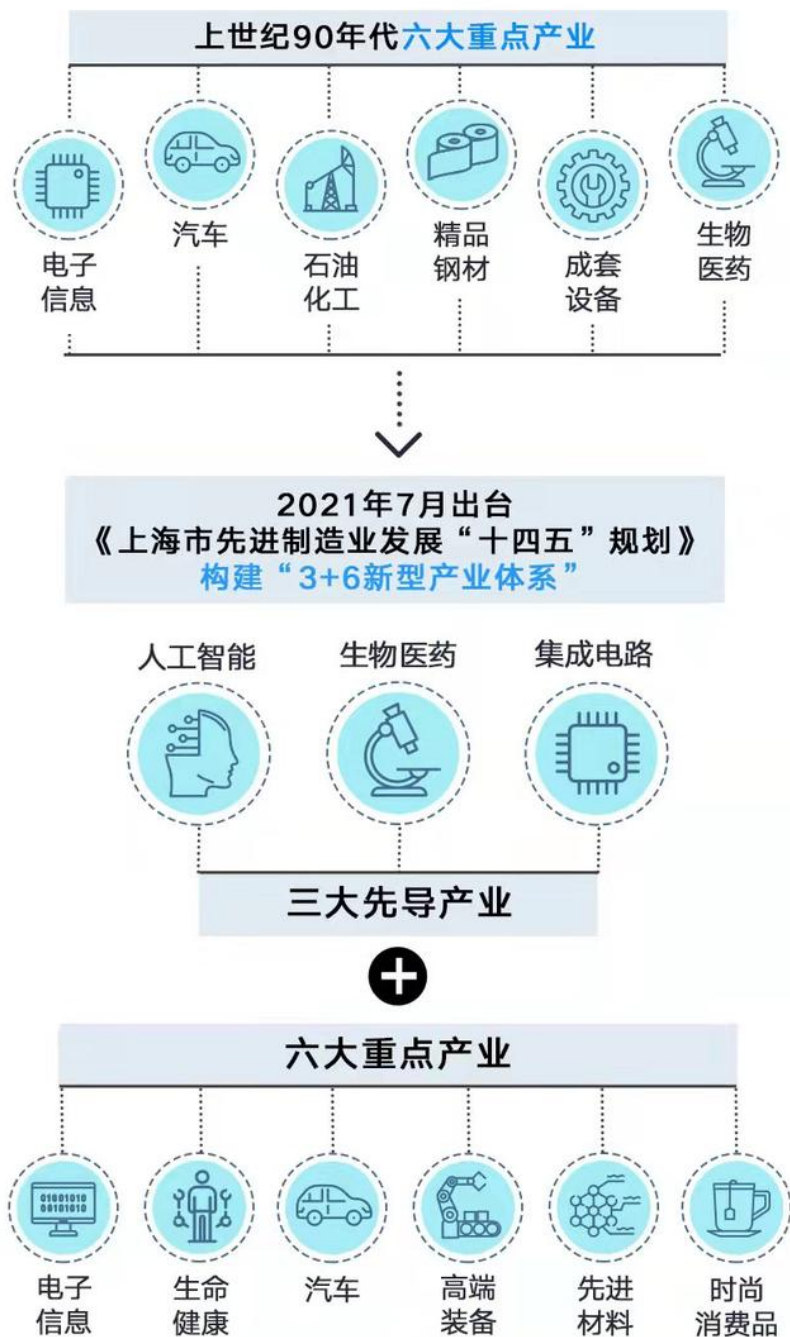 上世纪90年代六大重点产业
电子
信息
汽车
石油
化工
精品
钢材
成套
设备
生物
医药
2021年7月出台
《上海市先进制造业发展“十四五”规划》
构建“3+6新型产业体系”
人工智能
生物医药
集成电路
三大先导产业
+
六大重点产业
01001010
00101010
电子
信息
生命
健康
汽车
高端
装备
先进
材料
时尚
消费品